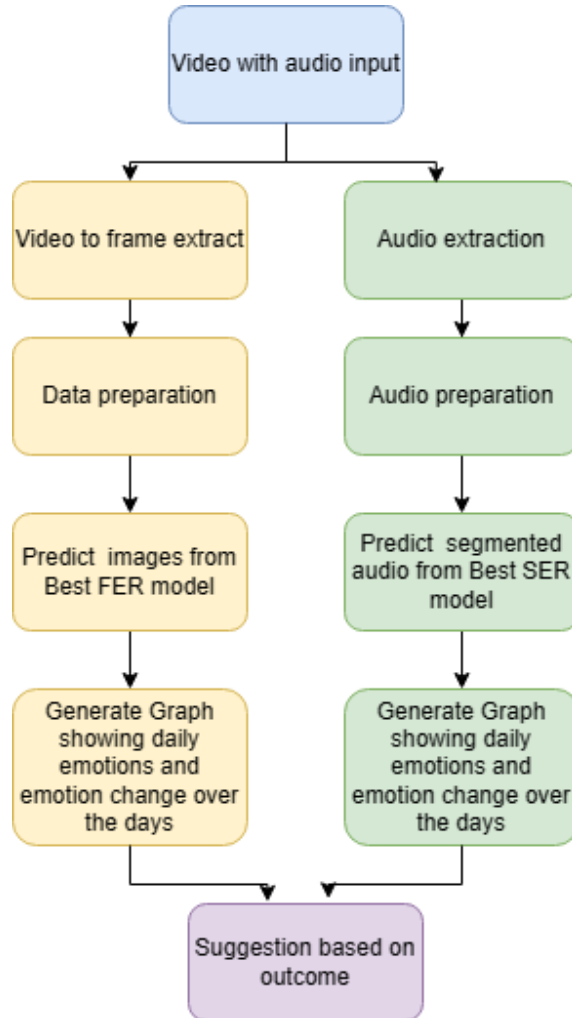 Video with audio input
Video to frame extract
Audio extraction
Data preparation
Audio preparation
Predict images from
Best FER model
Predict segmented
audio from Best SER
model
Generate Graph
showing daily
emotions and
emotion change over
the days
Generate Graph
showing daily
emotions and
emotion change over
the days
Suggestion based on
outcome